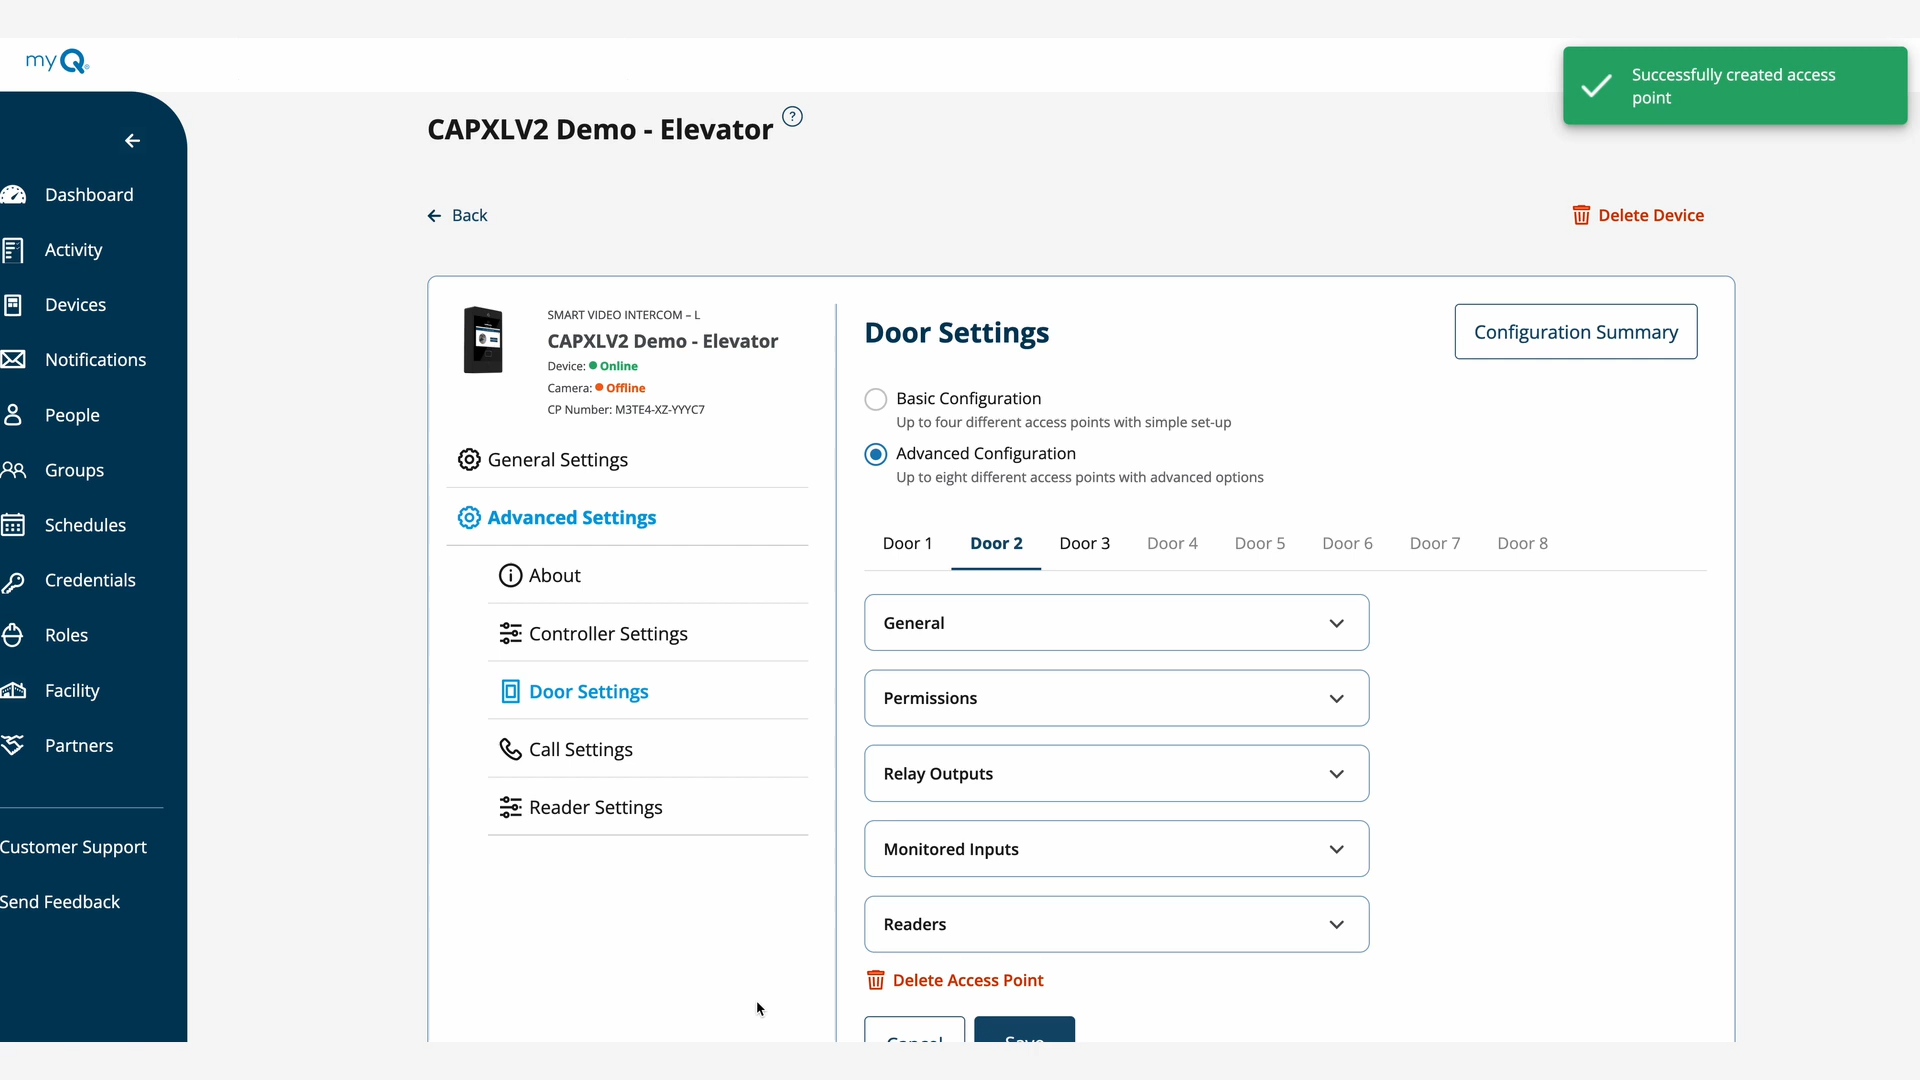 myQ
Successfully created access
point
CAPXLV2 Demo - Elevator
?
Back
Delete Device
Dashboard
Activity
Devices
Notifications
People
Groups
Schedules
Credentials
Roles
Facility
Partners
Customer Support
Send Feedback
SMART VIDEO INTERCOM – L
CAPXLV2 Demo - Elevator
Device: Online
Camera: Offline
CP Number: M3TE4-XZ-YYYC7
General Settings
Advanced Settings
About
Controller Settings
Door Settings
Call Settings
Reader Settings
Door Settings
Configuration Summary
Basic Configuration
Up to four different access points with simple set-up
Advanced Configuration
Up to eight different access points with advanced options
Door 1 Door 2 Door 3 Door 4 Door 5 Door 6 Door 7 Door 8
General
Permissions
Relay Outputs
Monitored Inputs
Readers
Delete Access Point
Cancel Save